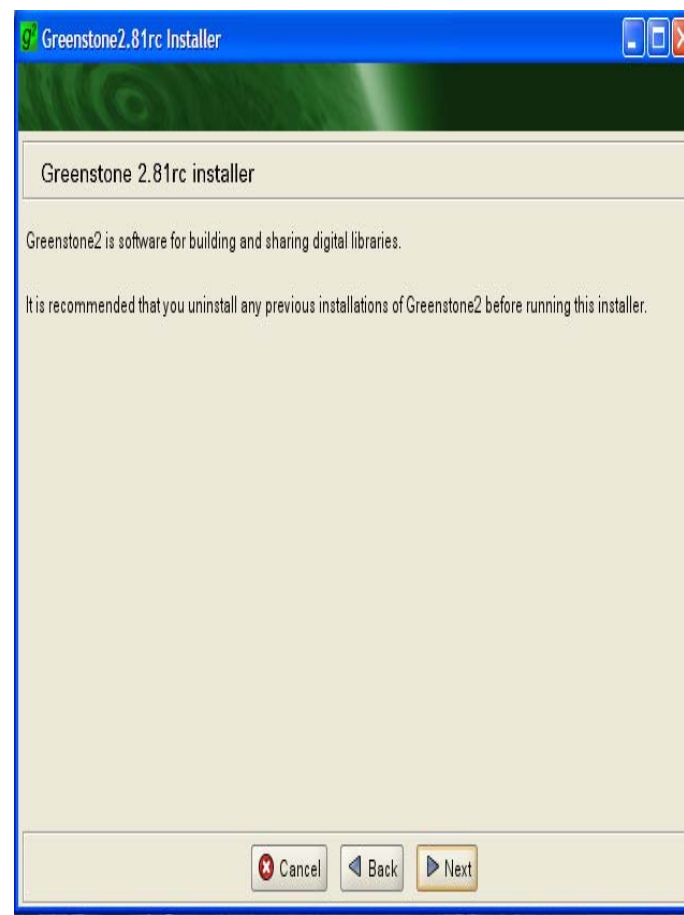 g² Greenstone2.81rc Installer
Greenstone 2.81rc installer
Greenstone2 is software for building and sharing digital libraries.
It is recommended that you uninstall any previous installations of Greenstone2 before running this installer.
Cancel Back Next